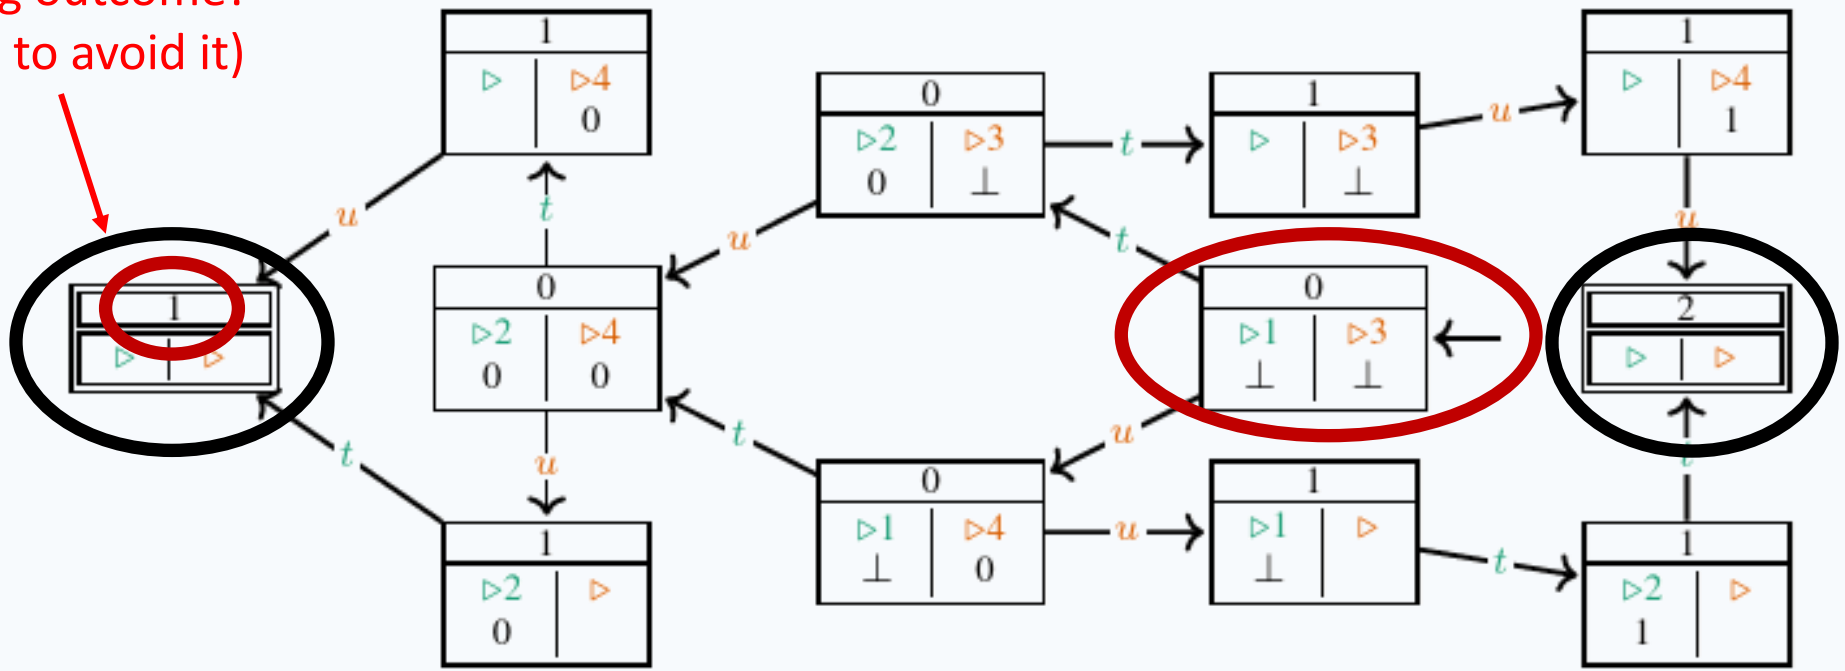 outcome?
to avoid it)
1
▷ ▷4
0
u
t
1
▷ ▷
0
▷2 ▷4
0 0
t
u
1
▷2 ▷
0
0
▷2 ▷3
0 ⊥
u
t
t
1
▷ ▷3
⊥
u
1
▷ ▷4
1
u
0
▷1 ▷3
⊥ ⊥
2
▷ ▷
t
u
0
▷1 ▷4
⊥ 0
u
1
▷1 ▷
⊥
t
1
▷2 ▷
1
t